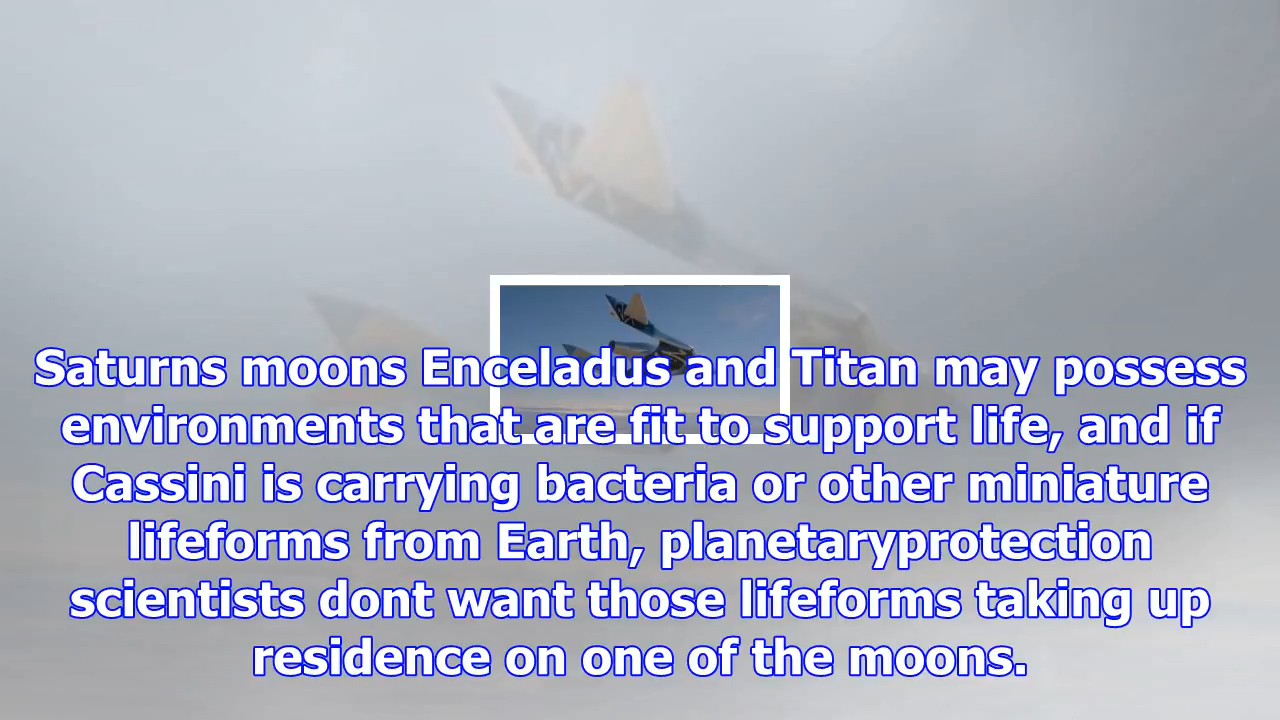 Saturns moons Enceladus and Titan may possess
environments that are fit to support life, and if
Cassini is carrying bacteria or other miniature
lifeforms from Earth, planetaryprotection
scientists dont want those lifeforms taking up
residence on one of the moons.